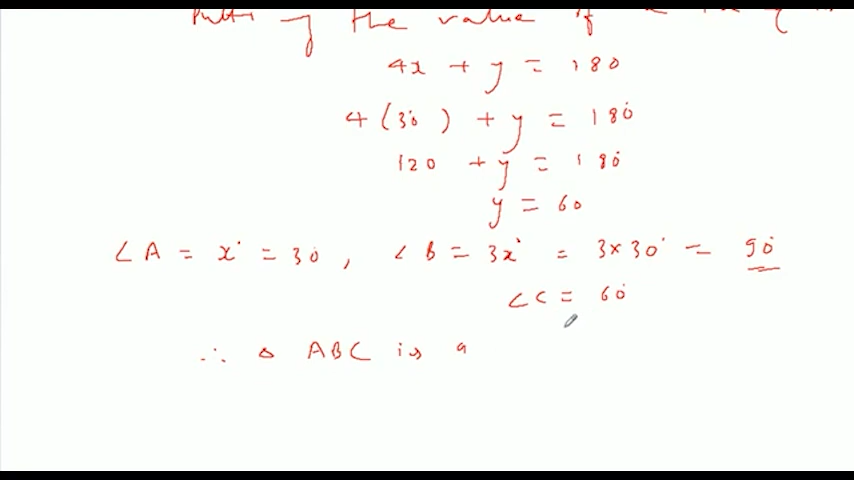 the value of
4x + y = 180
4 (30° ) + y = 180°
120 + y = 180°
y = 60
∠A = x° = 30° , ∠B = 3x° = 3×30° = 90°
∠C = 60°
∴ △ ABC is a